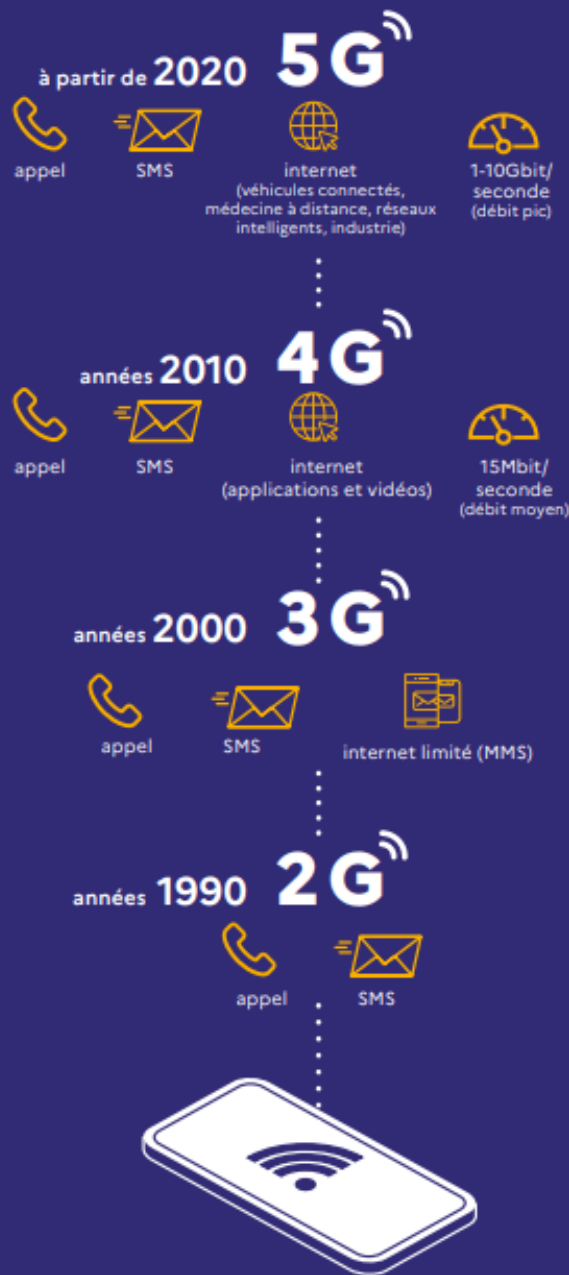 à partir de 2020 5G
appel
SMS
internet
(véhicules connectés,
médecine à distance, réseaux
intelligents, industrie)
1-10Gbit/
seconde
(débit pic)
années 2010 4G
appel
SMS
internet
(applications et vidéos)
15Mbit/
seconde
(débit moyen)
années 2000 3G
appel
SMS
internet limité (MMS)
années 1990 2G
appel
SMS